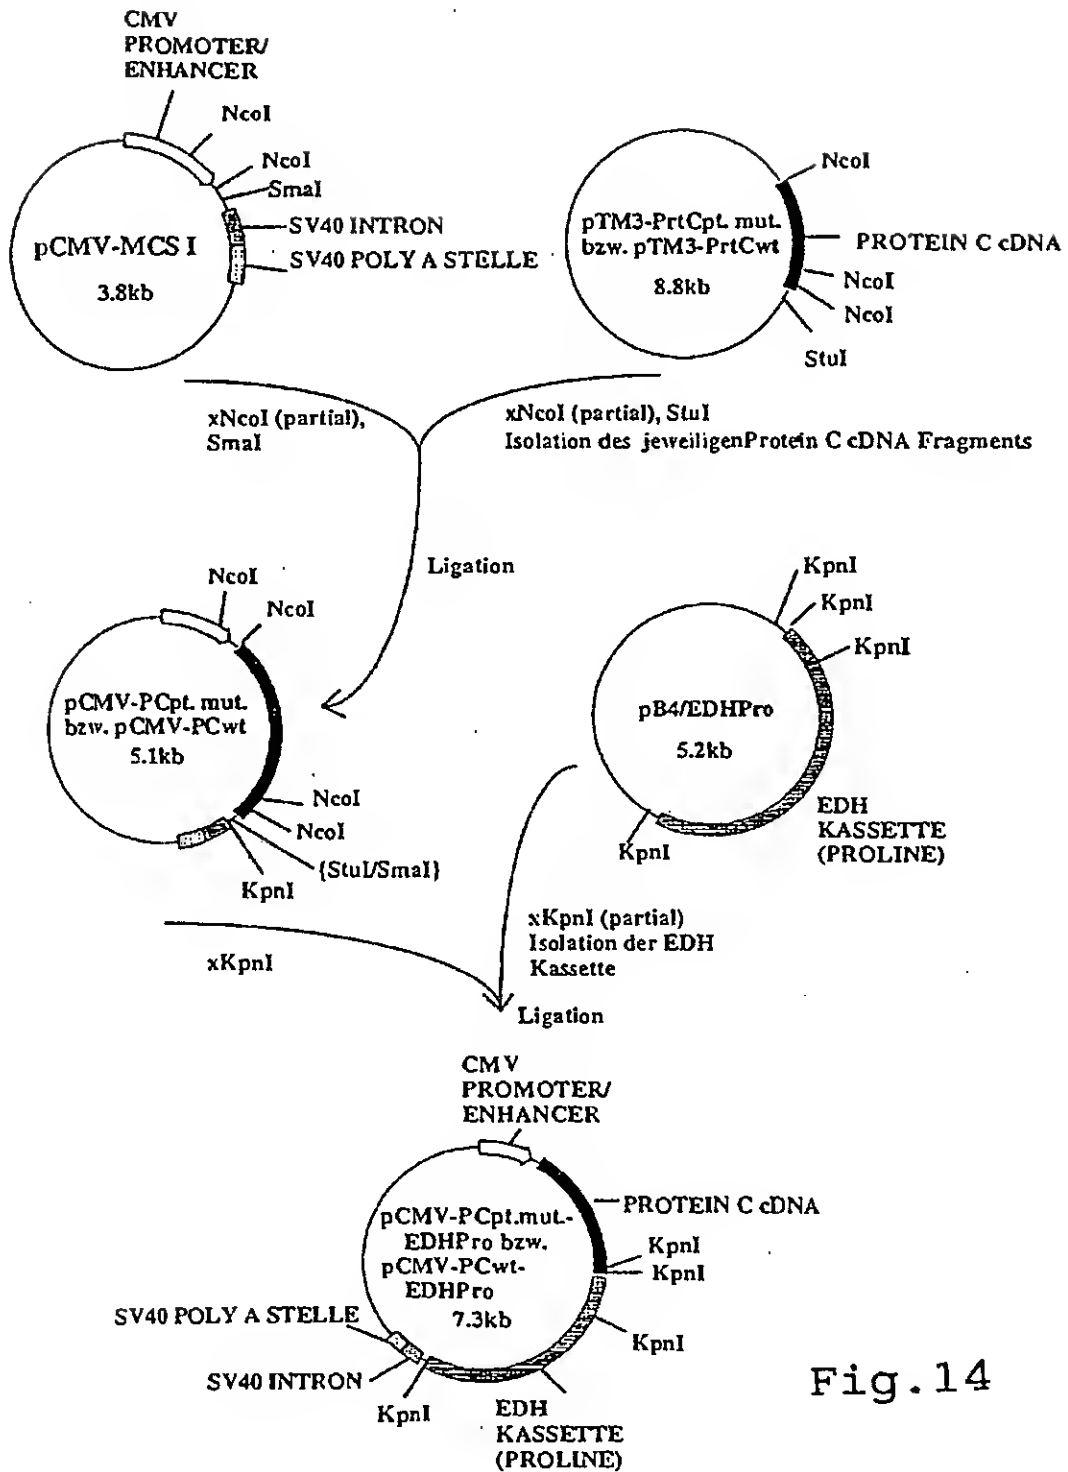 CMV
PROMOTER/
ENHANCER
NcoI
NcoI
SmaI
SV40 INTRON
SV40 POLY A STELLE
pCMV-MCS I
3.8kb
NcoI
pTM3-PrtCpt. mut.
bzw. pTM3-PrtCwt
8.8kb
PROTEIN C cDNA
NcoI
NcoI
StuI
xNcoI (partial),
SmaI
xNcoI (partial), StuI
Isolation des jeweiligenProtein C cDNA Fragments
Ligation
NcoI
NcoI
pCMV-PCpt. mut.
bzw. pCMV-PCwt
5.1kb
NcoI
NcoI
{StuI/SmaI}
KpnI
KpnI
KpnI
KpnI
pB4/EDHPro
5.2kb
EDH
KASSETTE
(PROLINE)
KpnI
xKpnI
xKpnI (partial)
Isolation der EDH
Kassette
Ligation
CMV
PROMOTER/
ENHANCER
pCMV-PCpt.mut.-
EDHPro bzw.
pCMV-PCwt-
EDHPro
7.3kb
PROTEIN C cDNA
KpnI
KpnI
KpnI
SV40 POLY A STELLE
SV40 INTRON
KpnI
EDH
KASSETTE
(PROLINE)
Fig.14